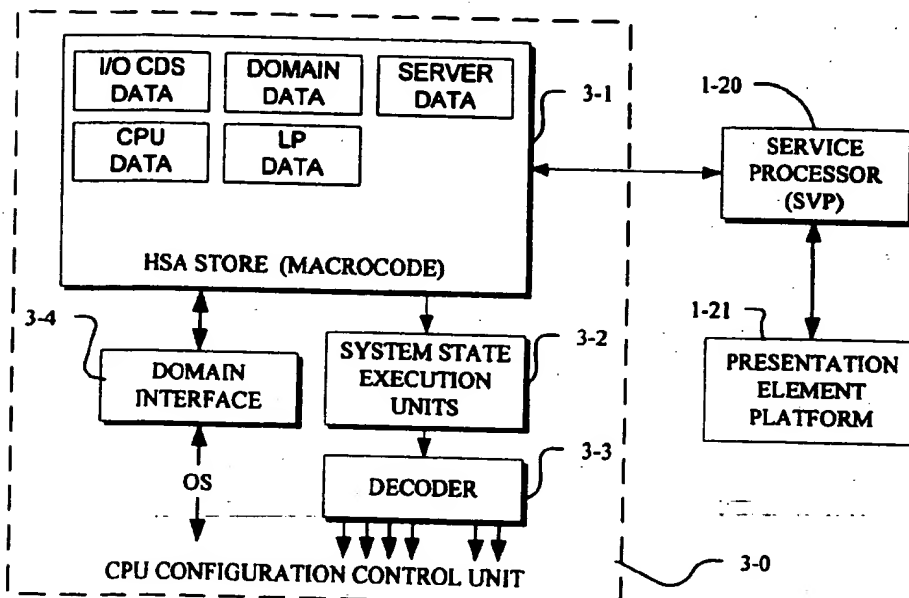 I/O CDS
DATA
DOMAIN
DATA
SERVER
DATA
CPU
DATA
LP
DATA
HSA STORE (MACROCODE)
3-1
1-20
SERVICE
PROCESSOR
(SVP)
3-4
DOMAIN
INTERFACE
SYSTEM STATE
EXECUTION
UNITS
3-2
1-21
PRESENTATION
ELEMENT
PLATFORM
OS
DECODER
3-3
CPU CONFIGURATION CONTROL UNIT
3-0